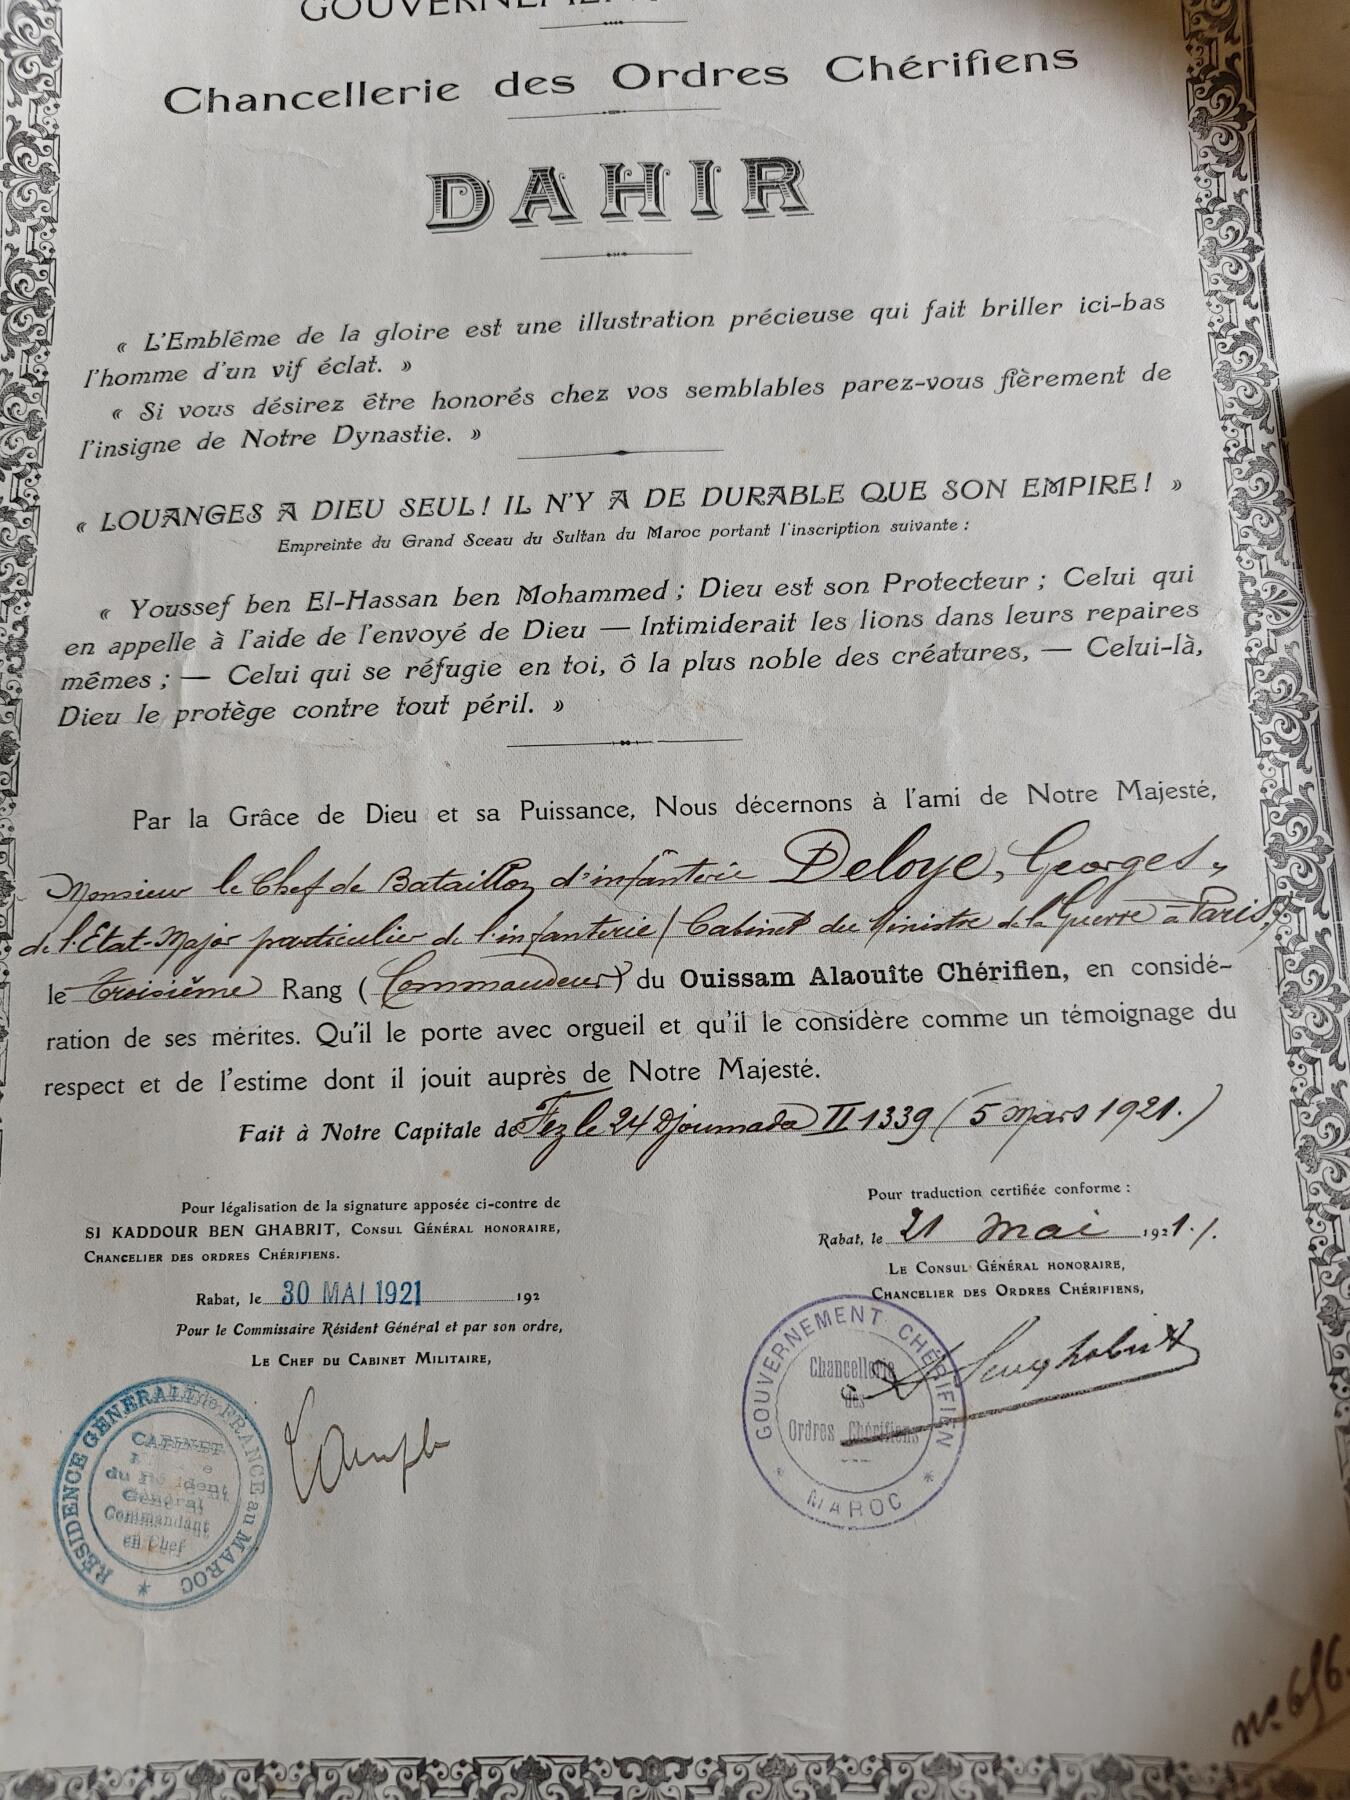 Chancellerie des Ordres Chérifiens
DAHIR
« L'Emblême de la gloire est une illustration précieuse qui fait briller ici-bas
l'homme d'un vif éclat. »
« Si vous désirez être honorés chez vos semblables parez-vous fièrement de
l'insigne de Notre Dynastie. »
« LOUANGES A DIEU SEUL ! IL N'Y A DE DURABLE QUE SON EMPIRE ! »
Empreinte du Grand Sceau du Sultan du Maroc portant l'inscription suivante :
« Youssef ben El-Hassan ben Mohammed ; Dieu est son Protecteur ; Celui qui
en appelle à l'aide de l'envoyé de Dieu — Intimiderait les lions dans leurs repaires
mêmes ; — Celui qui se réfugie en toi, ô la plus noble des créatures, — Celui-là,
Dieu le protège contre tout péril. »
Par la Grâce de Dieu et sa Puissance, Nous décernons à l'ami de Notre Majesté,
Monsieur le Chef de Bataillon d'infanterie Deloye, Georges,
de l'Etat-Major particulier de l'infanterie (Cabinet du Ministre de la Guerre à Paris),
le troisième Rang (Commandeur) du Ouissam Alaouîte Chérifien, en considé-
ration de ses mérites. Qu'il le porte avec orgueil et qu'il le considère comme un témoignage du
respect et de l'estime dont il jouit auprès de Notre Majesté.
Fait à Notre Capitale de Fez le 24 Djoumada II 1339 (5 Mars 1921.)
Pour légalisation de la signature apposée ci-contre de
SI KADDOUR BEN GHABRIT, CONSUL GÉNÉRAL HONORAIRE,
CHANCELIER DES ORDRES CHÉRIFIENS.
Rabat, le 30 MAI 1921 192
Pour le Commissaire Résident Général et par son ordre,
LE CHEF DU CABINET MILITAIRE,
RÉSIDENCE GÉNÉRALE de FRANCE au MAROC
CABINET
du Résident
Général
Commandant
en Chef
Pour traduction certifiée conforme :
Rabat, le 21 Mai 1921./.
LE CONSUL GÉNÉRAL HONORAIRE,
CHANCELIER DES ORDRES CHÉRIFIENS,
GOUVERNEMENT CHÉRIFIEN
Chancellerie
des
Ordres Chérifiens
MAROC